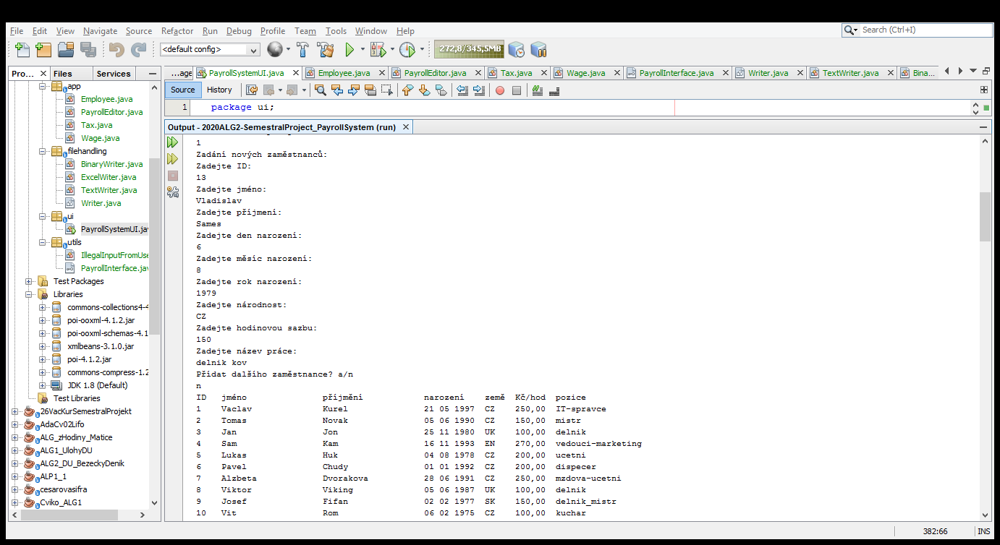 File Edit View Navigate Source Refactor Run Debug Profile Team Tools Window Help
Search (Ctrl+I)
<default config>
272,8/345,5MB
Pro... Files Services
...age PayrollSystemUI.java Employee.java PayrollEditor.java Tax.java Wage.java PayrollInterface.java Writer.java TextWriter.java Bina...
Source History
1 package ui;
app
Employee.java
PayrollEditor.java
Tax.java
Wage.java
filehandling
BinaryWriter.java
ExcelWiter.java
TextWriter.java
Writer.java
ui
PayrollSystemUI.jav
utils
IllegalInputFromUse
PayrollInterface.jav
Test Packages
Libraries
commons-collections4-4
poi-ooxml-4.1.2.jar
poi-ooxml-schemas-4.1
xmlbeans-3.1.0.jar
poi-4.1.2.jar
commons-compress-1.2
JDK 1.8 (Default)
Test Libraries
26VacKurSemestralProjekt
AdaCv02Lifo
ALG_zHodiny_Matice
ALG1_UlohyDU
ALG2_DU_BezeckyDenik
ALP1_1
cesarovasifra
Cviko_ALG1
Output - 2020ALG2-SemestralProject_PayrollSystem (run)
1
Zadání nových zaměstnanců:
Zadejte ID:
13
Zadejte jméno:
Vladislav
Zadejte příjmení:
Sames
Zadejte den narození:
6
Zadejte měsíc narození:
8
Zadejte rok narození:
1979
Zadejte národnost:
CZ
Zadejte hodinovou sazbu:
150
Zadejte název práce:
delnik kov
Přidat dalšího zaměstnance? a/n
n
ID jméno příjmění narození země Kč/hod pozice
1 Vaclav Kurel 21 05 1997 CZ 250,00 IT-spravce
2 Tomas Novak 05 06 1990 CZ 150,00 mistr
3 Jan Jon 25 11 1980 UK 100,00 delnik
4 Sam Kam 16 11 1993 EN 270,00 vedouci-marketing
5 Lukas Huk 04 08 1978 CZ 200,00 ucetni
6 Pavel Chudy 01 01 1992 CZ 200,00 dispecer
7 Alzbeta Dvorakova 28 06 1991 CZ 250,00 mzdova-ucetni
8 Viktor Viking 05 06 1987 UK 100,00 delnik
9 Josef Fifan 02 02 1977 SK 150,00 delnik_mistr
10 Vit Rom 06 02 1975 CZ 100,00 kuchar
382:66 INS